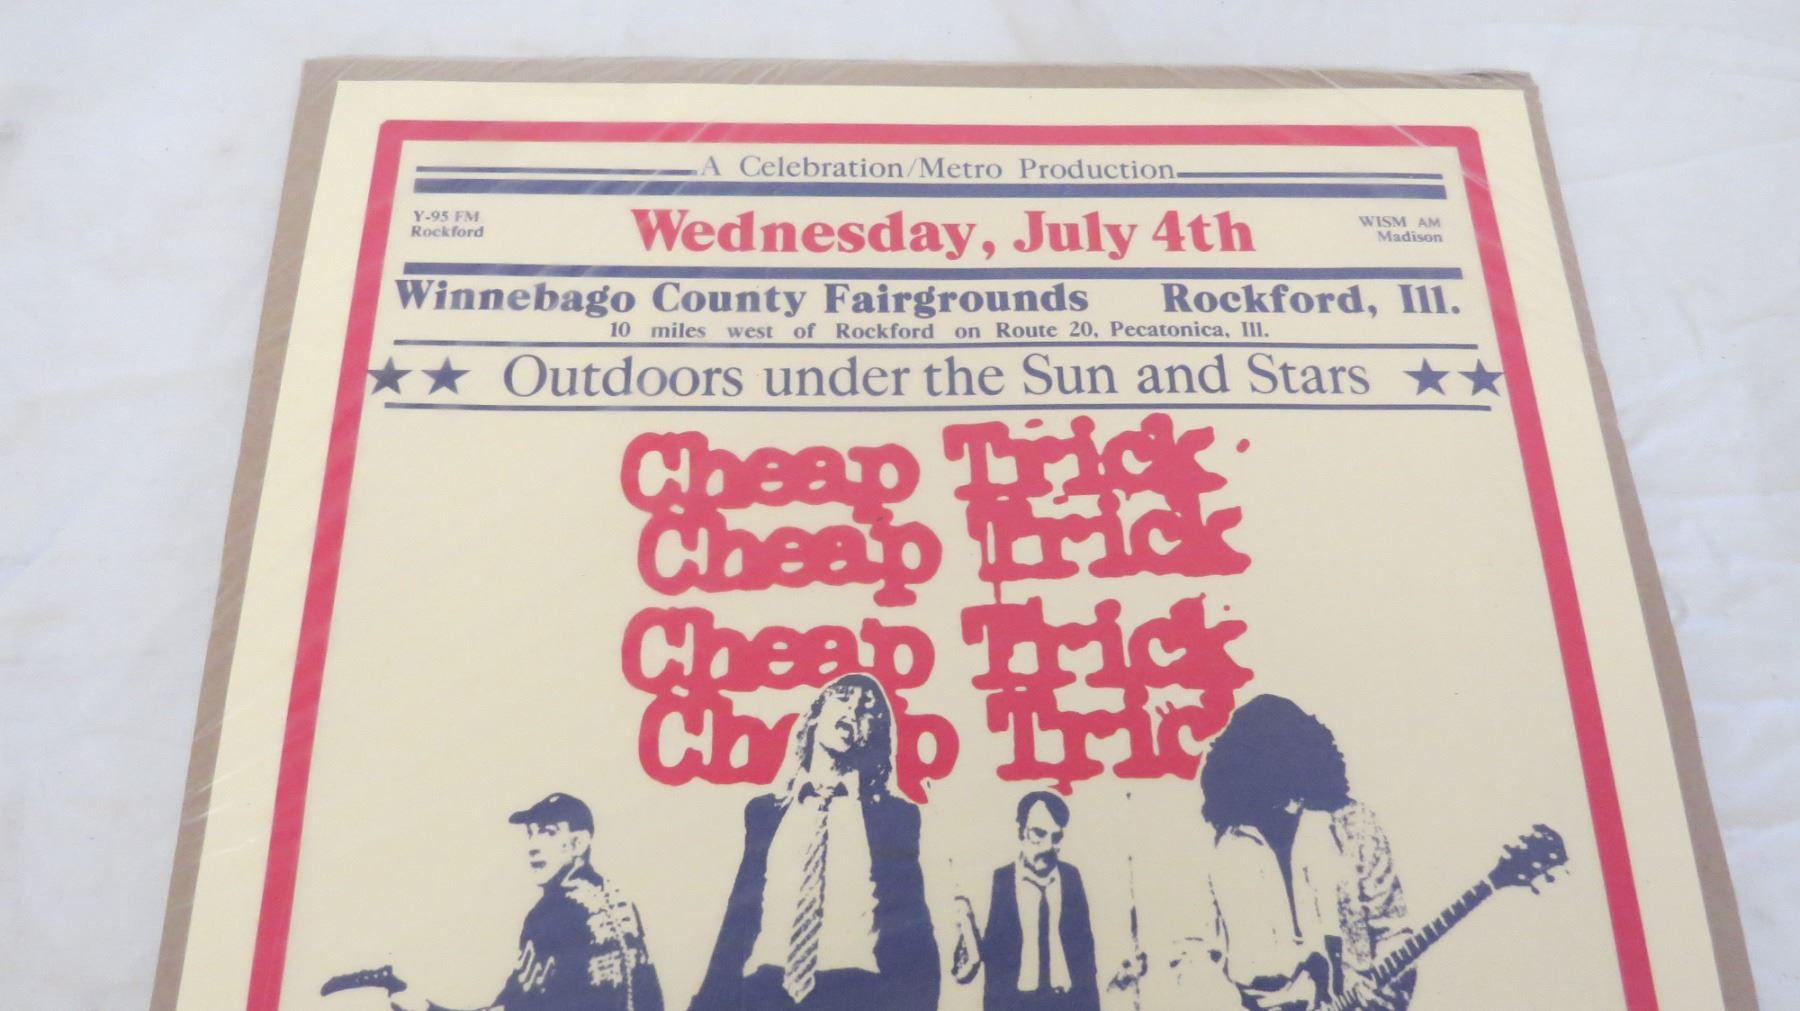 A Celebration/Metro Production
Y-95 FM
Rockford
Wednesday, July 4th
WISM AM
Madison
Winnebago County Fairgrounds Rockford, Ill.
10 miles west of Rockford on Route 20, Pecatonica, Ill.
★★ Outdoors under the Sun and Stars ★★
Cheap Trick
Cheap Trick
Cheap Trick
Ch p Tric